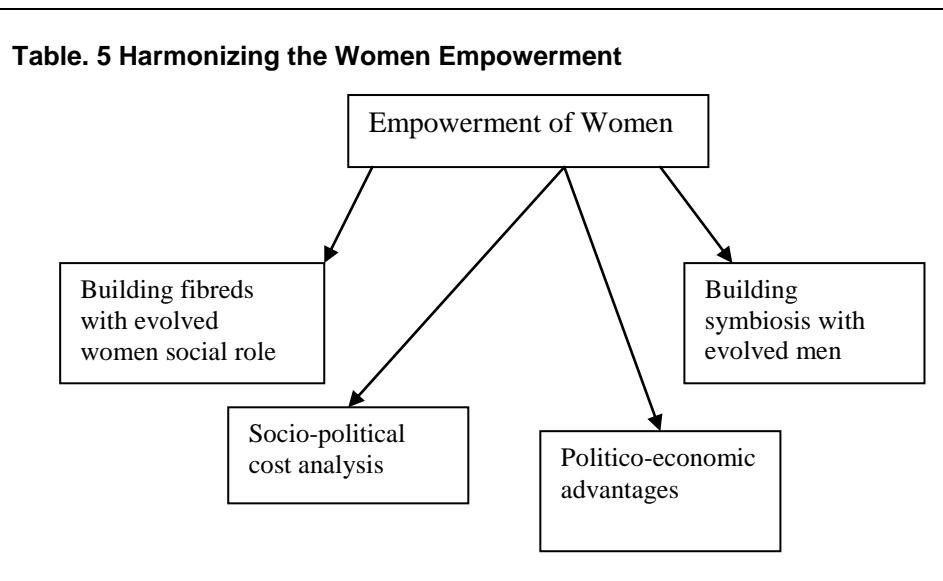 Table. 5 Harmonizing the Women Empowerment
Empowerment of Women
Building fibreds
with evolved
women social role
Building
symbiosis with
evolved men
Socio-political
cost analysis
Politico-economic
advantages